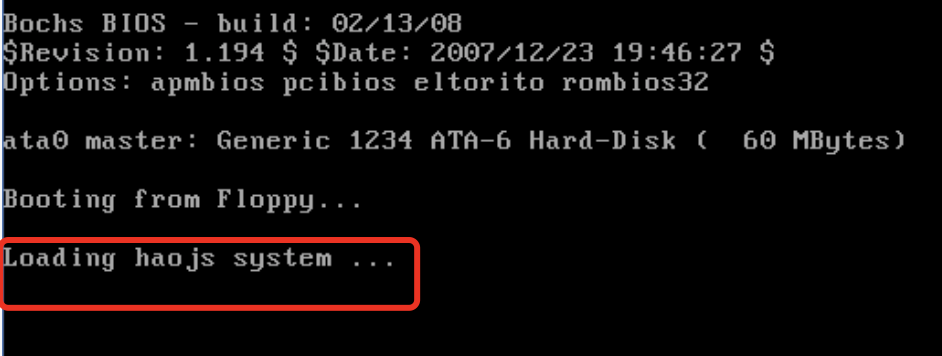 Bochs BIOS - build: 02/13/08
$Revision: 1.194 $ $Date: 2007/12/23 19:46:27 $
Options: apmbios pcibios eltorito rombios32
ata0 master: Generic 1234 ATA-6 Hard-Disk (  60 MBytes)
Booting from Floppy...
Loading haojs system ...